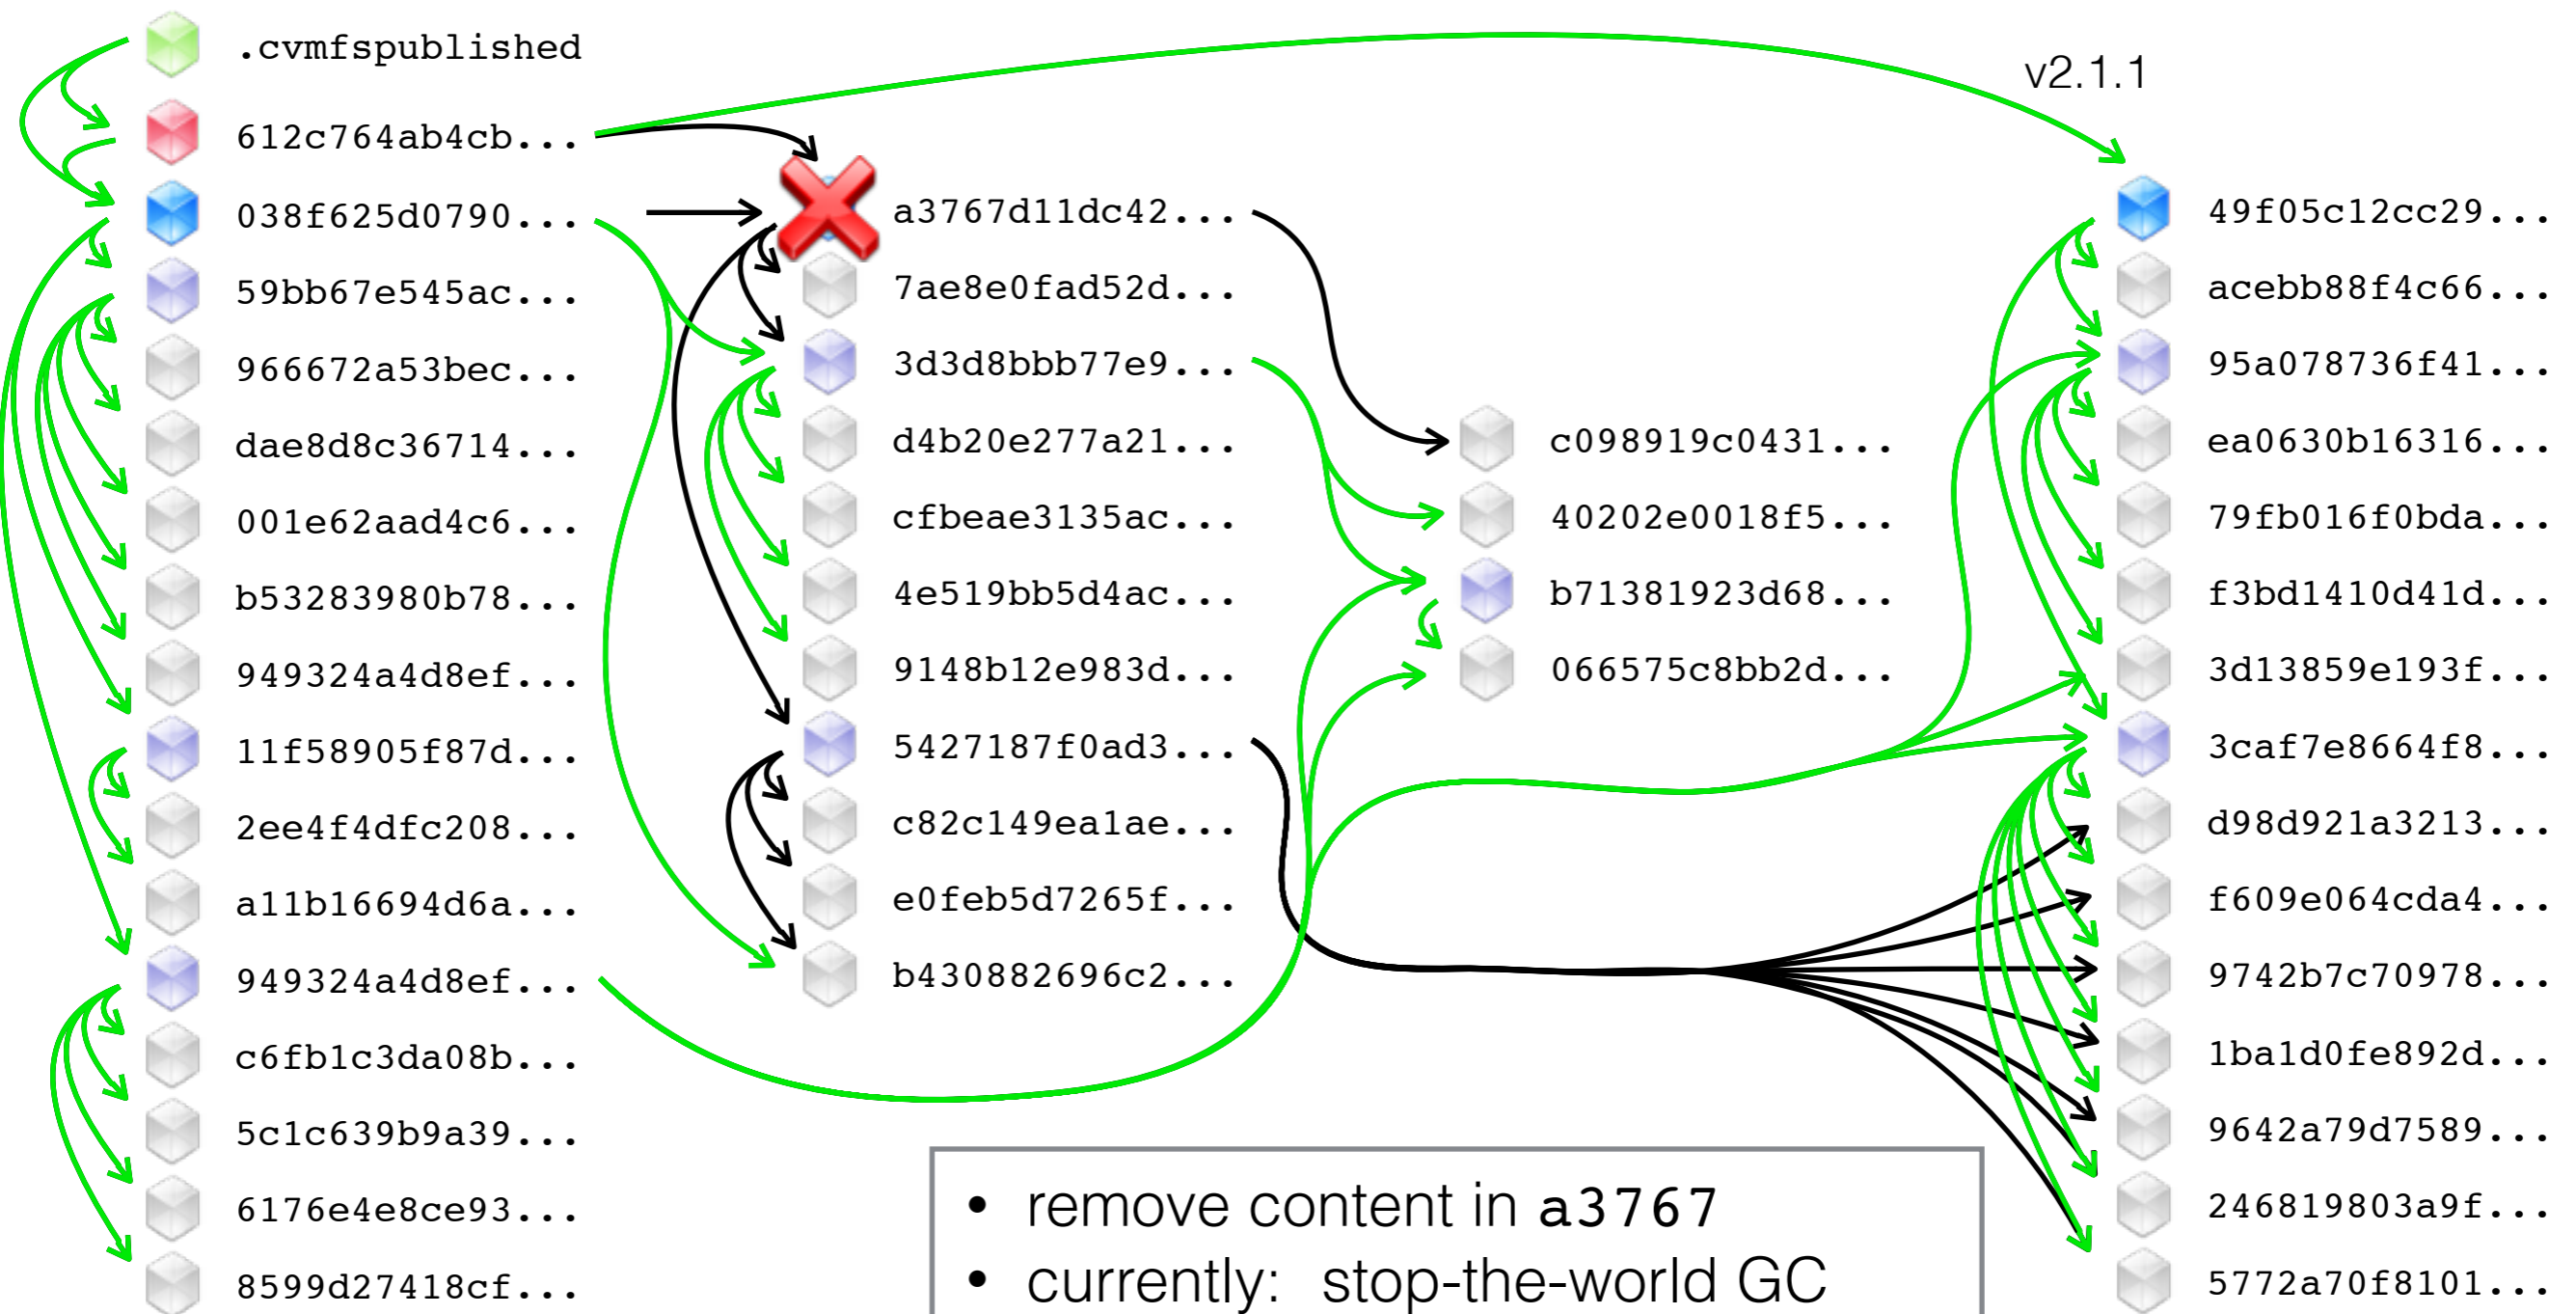 .cvmfspublished
612c764ab4cb...
038f625d0790...
59bb67e545ac...
966672a53bec...
dae8d8c36714...
001e62aad4c6...
b53283980b78...
949324a4d8ef...
11f58905f87d...
2ee4f4dfc208...
a11b16694d6a...
949324a4d8ef...
c6fb1c3da08b...
5c1c639b9a39...
6176e4e8ce93...
8599d27418cf...
a3767d11dc42...
7ae8e0fad52d...
3d3d8bbb77e9...
d4b20e277a21...
cfbeae3135ac...
4e519bb5d4ac...
9148b12e983d...
5427187f0ad3...
c82c149ea1ae...
e0feb5d7265f...
b430882696c2...
c098919c0431...
40202e0018f5...
b71381923d68...
066575c8bb2d...
v2.1.1
49f05c12cc29...
acebb88f4c66...
95a078736f41...
ea0630b16316...
79fb016f0bda...
f3bd1410d41d...
3d13859e193f...
3caf7e8664f8...
d98d921a3213...
f609e064cda4...
9742b7c70978...
1ba1d0fe892d...
9642a79d7589...
246819803a9f...
5772a70f8101...
• remove content in a3767
• currently: stop-the-world GC